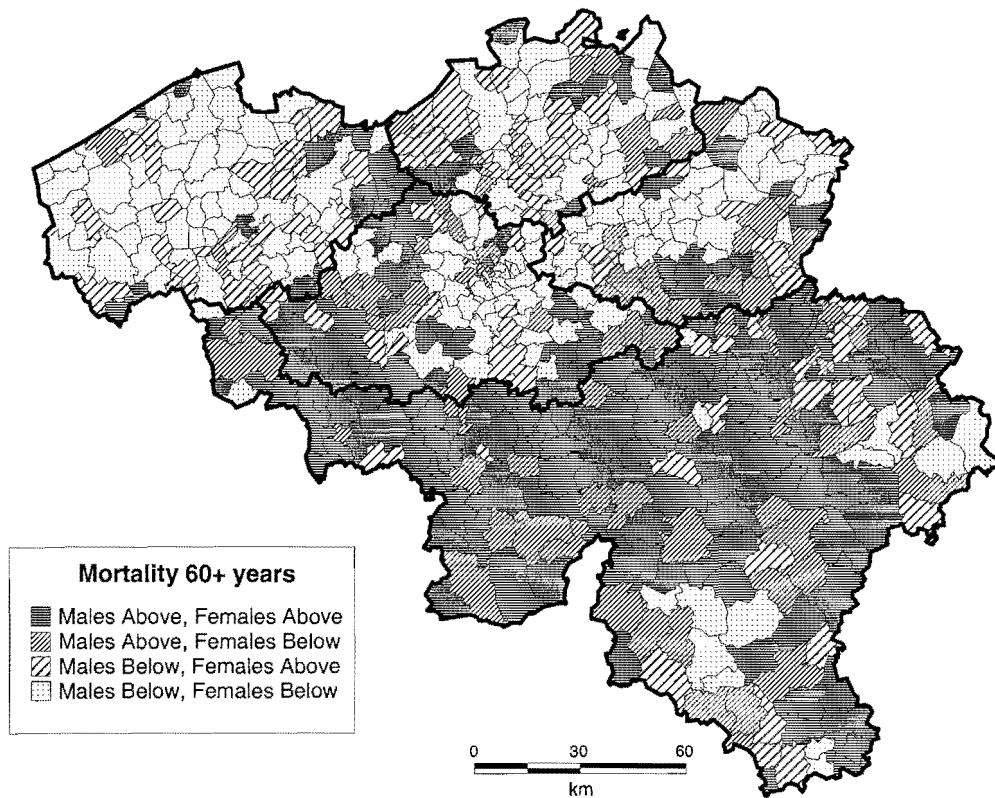 Mortality 60+ years
Males Above, Females Above
Males Above, Females Below
Males Below, Females Above
Males Below, Females Below
0 30 60
km